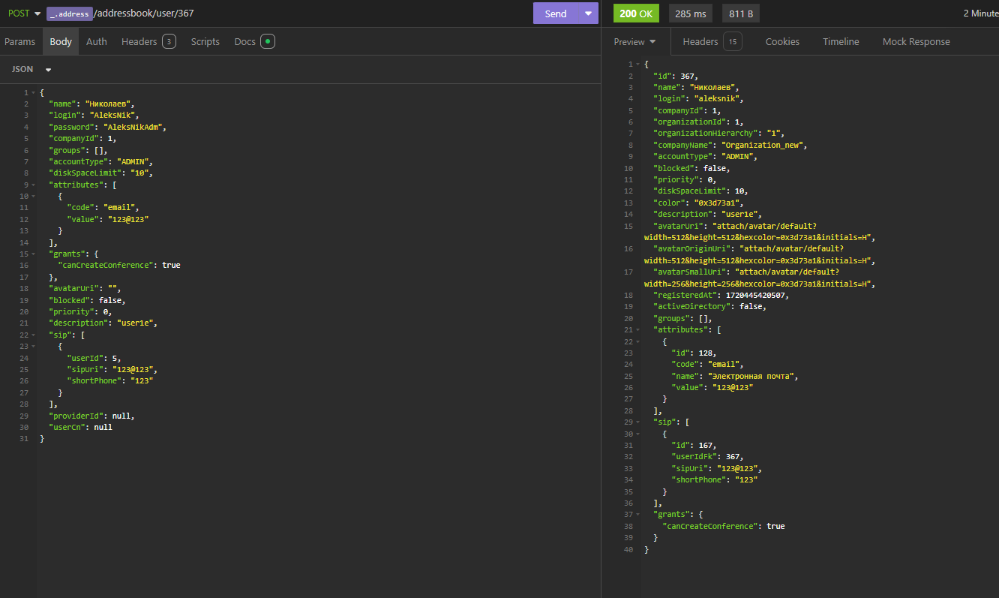 POST _.address/addressbook/user/367 Send
200 OK 285 ms 811 B 2 Minute
Params Body Auth Headers 3 Scripts Docs
Preview Headers 15 Cookies Timeline Mock Response
JSON
1 {
2 "name": "Николаев",
3 "login": "AleksNik",
4 "password": "AleksNikAdm",
5 "companyId": 1,
6 "groups": [],
7 "accountType": "ADMIN",
8 "diskSpaceLimit": "10",
9 "attributes": [
10 {
11 "code": "email",
12 "value": "123@123"
13 }
14 ],
15 "grants": {
16 "canCreateConference": true
17 },
18 "avatarUri": "",
19 "blocked": false,
20 "priority": 0,
21 "description": "user1e",
22 "sip": [
23 {
24 "userId": 5,
25 "sipUri": "123@123",
26 "shortPhone": "123"
27 }
28 ],
29 "providerId": null,
30 "userCn": null
31 }
1 {
2 "id": 367,
3 "name": "Николаев",
4 "login": "aleksnik",
5 "companyId": 1,
6 "organizationId": 1,
7 "organizationHierarchy": "1",
8 "companyName": "Organization_new",
9 "accountType": "ADMIN",
10 "blocked": false,
11 "priority": 0,
12 "diskSpaceLimit": 10,
13 "color": "0x3d73a1",
14 "description": "user1e",
15 "avatarUri": "attach/avatar/default?
width=512&height=512&hexcolor=0x3d73a1&initials=Н",
16 "avatarOriginUri": "attach/avatar/default?
width=512&height=512&hexcolor=0x3d73a1&initials=Н",
17 "avatarSmallUri": "attach/avatar/default?
width=256&height=256&hexcolor=0x3d73a1&initials=Н",
18 "registeredAt": 1720445420507,
19 "activeDirectory": false,
20 "groups": [],
21 "attributes": [
22 {
23 "id": 128,
24 "code": "email",
25 "name": "Электронная почта",
26 "value": "123@123"
27 }
28 ],
29 "sip": [
30 {
31 "id": 167,
32 "userIdFk": 367,
33 "sipUri": "123@123",
34 "shortPhone": "123"
35 }
36 ],
37 "grants": {
38 "canCreateConference": true
39 }
40 }